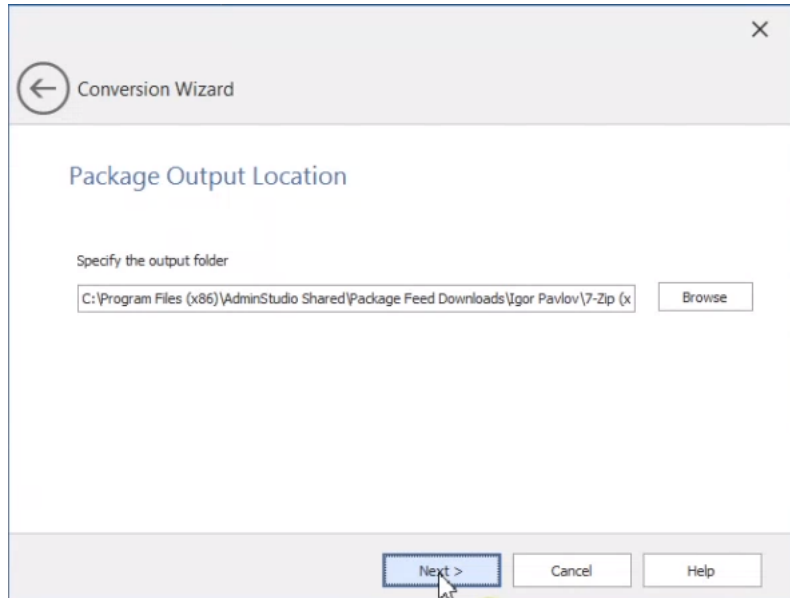 Conversion Wizard
Package Output Location
Specify the output folder
C:\Program Files (x86)\AdminStudio Shared\Package Feed Downloads\Igor Pavlov\7-Zip (x
Browse
Next >
Cancel
Help